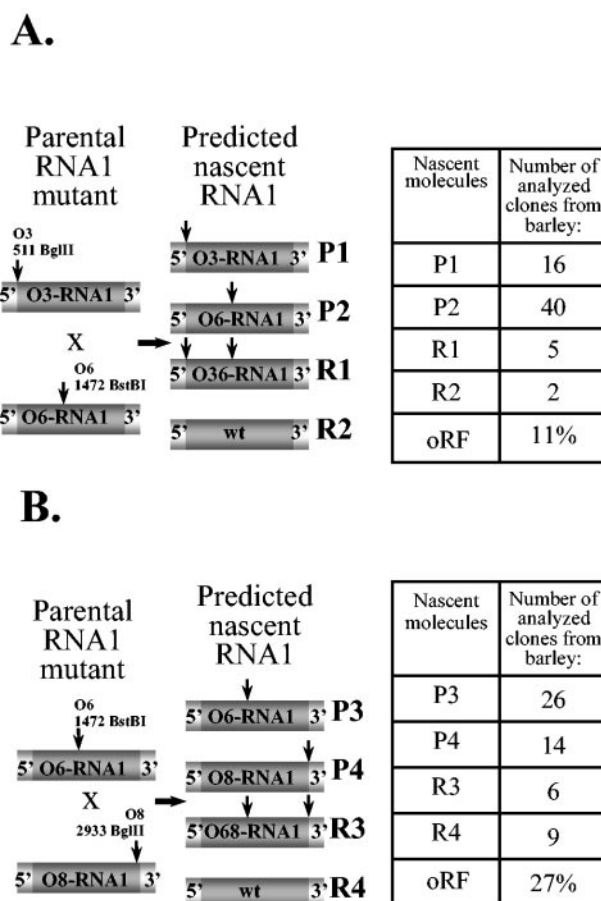 A.
Parental
RNA1
mutant
Predicted
nascent
RNA1
O3
511 BglII
5' O3-RNA1 3'
X
O6
1472 BstBI
5' O6-RNA1 3'
5' O3-RNA1 3' P1
5' O6-RNA1 3' P2
5' O36-RNA1 3' R1
5' wt 3' R2
Nascent
molecules
Number of
analyzed
clones from
barley:
P1 16
P2 40
R1 5
R2 2
oRF 11%
B.
Parental
RNA1
mutant
Predicted
nascent
RNA1
O6
1472 BstBI
5' O6-RNA1 3'
X
O8
2933 BglII
5' O8-RNA1 3'
5' O6-RNA1 3' P3
5' O8-RNA1 3' P4
5' O68-RNA1 3' R3
5' wt 3' R4
Nascent
molecules
Number of
analyzed
clones from
barley:
P3 26
P4 14
R3 6
R4 9
oRF 27%